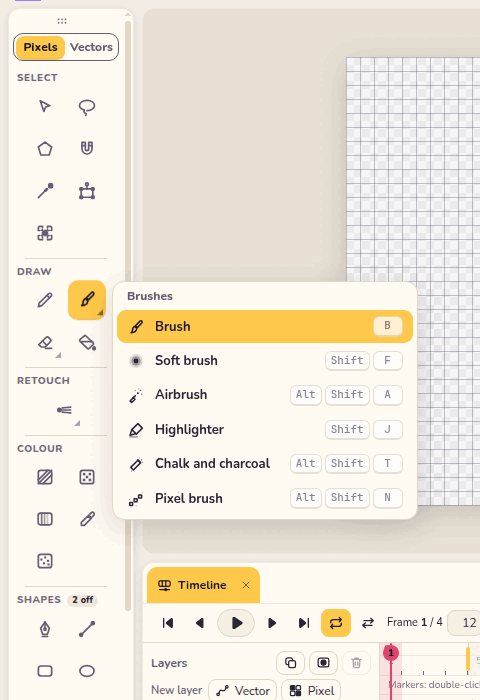 Pixels Vectors
SELECT
DRAW
Brushes
Brush B
Soft brush Shift F
Airbrush Alt Shift A
Highlighter Shift J
Chalk and charcoal Alt Shift T
Pixel brush Alt Shift N
RETOUCH
COLOUR
SHAPES 2 off
Timeline
Frame 1 / 4 12
Layers
1
New layer Vector Pixel
Markers: double-click